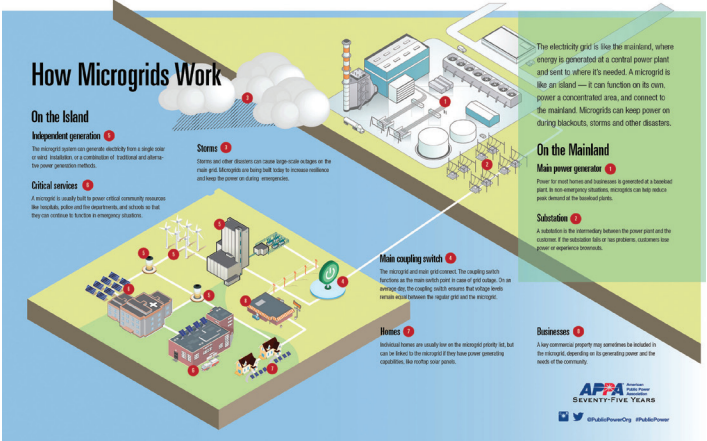 How Microgrids Work
On the Island
Independent generation 5
The microgrid system can generate electricity from a single solar
or wind installation, or a combination of traditional and alterna-
tive power generation methods.
Critical services 6
A microgrid is usually built to power critical community resources
like hospitals, police and fire departments, and schools so that
they can continue to function in emergency situations.
Storms 3
Storms and other disasters can cause large-scale outages on the
main grid. Microgrids are being built today to increase resilience
and keep the power on during emergencies.
The electricity grid is like the mainland, where
energy is generated at a central power plant
and sent to where it's needed. A microgrid is
like an island — it can function on its own,
power a concentrated area, and connect to
the mainland. Microgrids can keep power on
during blackouts, storms and other disasters.
On the Mainland
Main power generator 1
Power for most homes and businesses is generated at a baseload
plant. In non-emergency situations, microgrids can help reduce
peak demand at the baseload plants.
Substation 2
A substation is the intermediary between the power plant and the
customer. If the substation fails or has problems, customers lose
power or experience brownouts.
Main coupling switch 4
The microgrid and main grid connect. The coupling switch
functions as the main switch point in case of grid outage. On an
average day, the coupling switch ensures that voltage levels
remain equal between the regular grid and the microgrid.
Homes 7
Individual homes are usually low on the microgrid priority list, but
can be linked to the microgrid if they have power generating
capabilities, like rooftop solar panels.
Businesses 8
A key commercial property may sometimes be included in
the microgrid, depending on its generating power and the
needs of the community.
3
1
2
4
7
APPA
American
Public Power
Association
SEVENTY-FIVE YEARS
@PublicPowerOrg #PublicPower